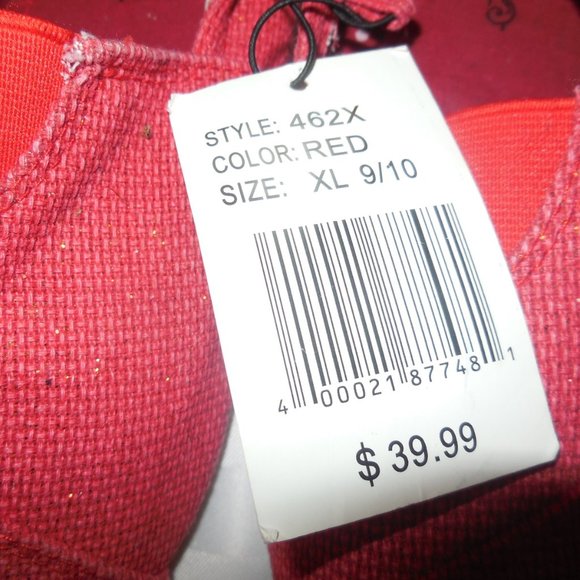 STYLE: 462X
COLOR: RED
SIZE: XL 9/10
4 00021 87748 1
$ 39.99